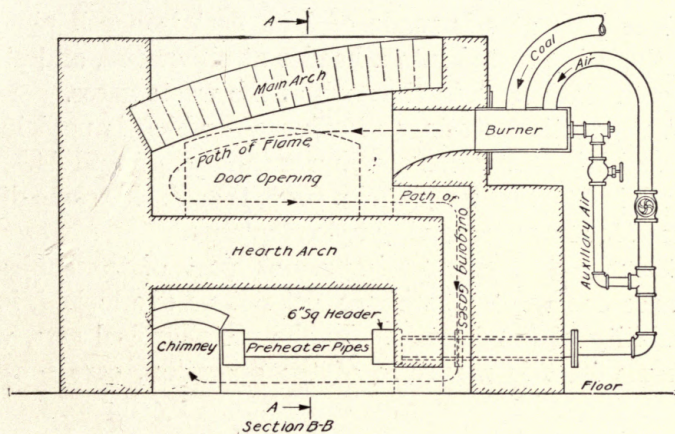 A
Coal
Air
Main Arch
Burner
Path of Flame
Door Opening
Path of
Outgoing Gases
Auxiliary Air
Hearth Arch
6"Sq Header
Chimney
Preheater Pipes
Floor
A
Section B-B